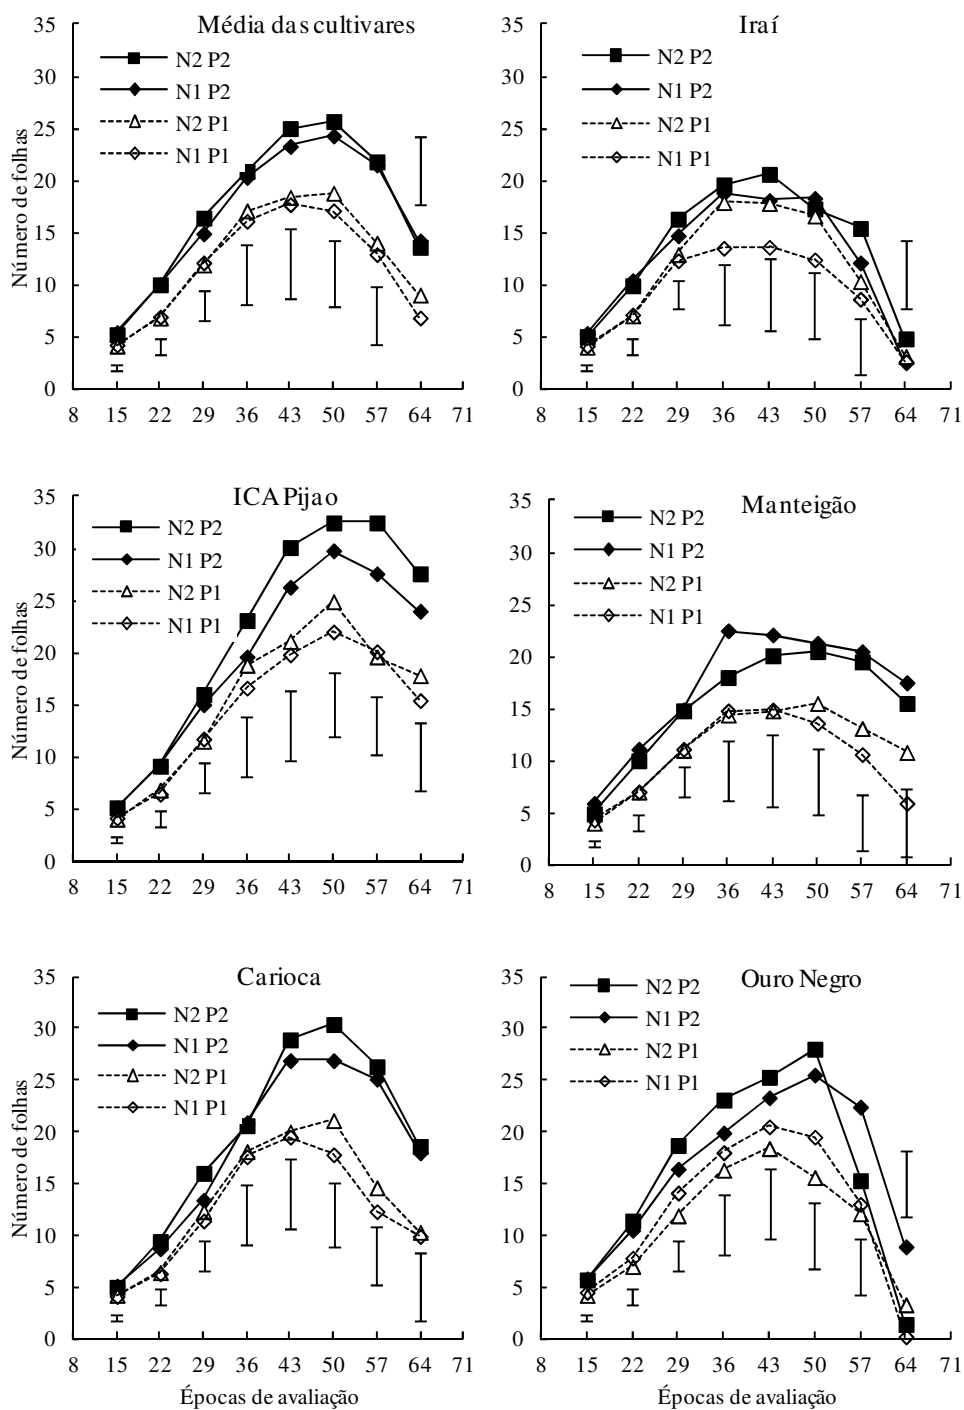 Média das cultivares
N2 P2
N1 P2
N2 P1
N1 P1
Número de folhas
35
30
25
20
15
10
5
0
8 15 22 29 36 43 50 57 64 71
Iraí
N2 P2
N1 P2
N2 P1
N1 P1
35
30
25
20
15
10
5
0
8 15 22 29 36 43 50 57 64 71
ICA Pijao
N2 P2
N1 P2
N2 P1
N1 P1
Número de folhas
35
30
25
20
15
10
5
0
8 15 22 29 36 43 50 57 64 71
Manteigão
N2 P2
N1 P2
N2 P1
N1 P1
35
30
25
20
15
10
5
0
8 15 22 29 36 43 50 57 64 71
Carioca
N2 P2
N1 P2
N2 P1
N1 P1
Número de folhas
35
30
25
20
15
10
5
0
8 15 22 29 36 43 50 57 64 71
Épocas de avaliação
Ouro Negro
N2 P2
N1 P2
N2 P1
N1 P1
35
30
25
20
15
10
5
0
8 15 22 29 36 43 50 57 64 71
Épocas de avaliação